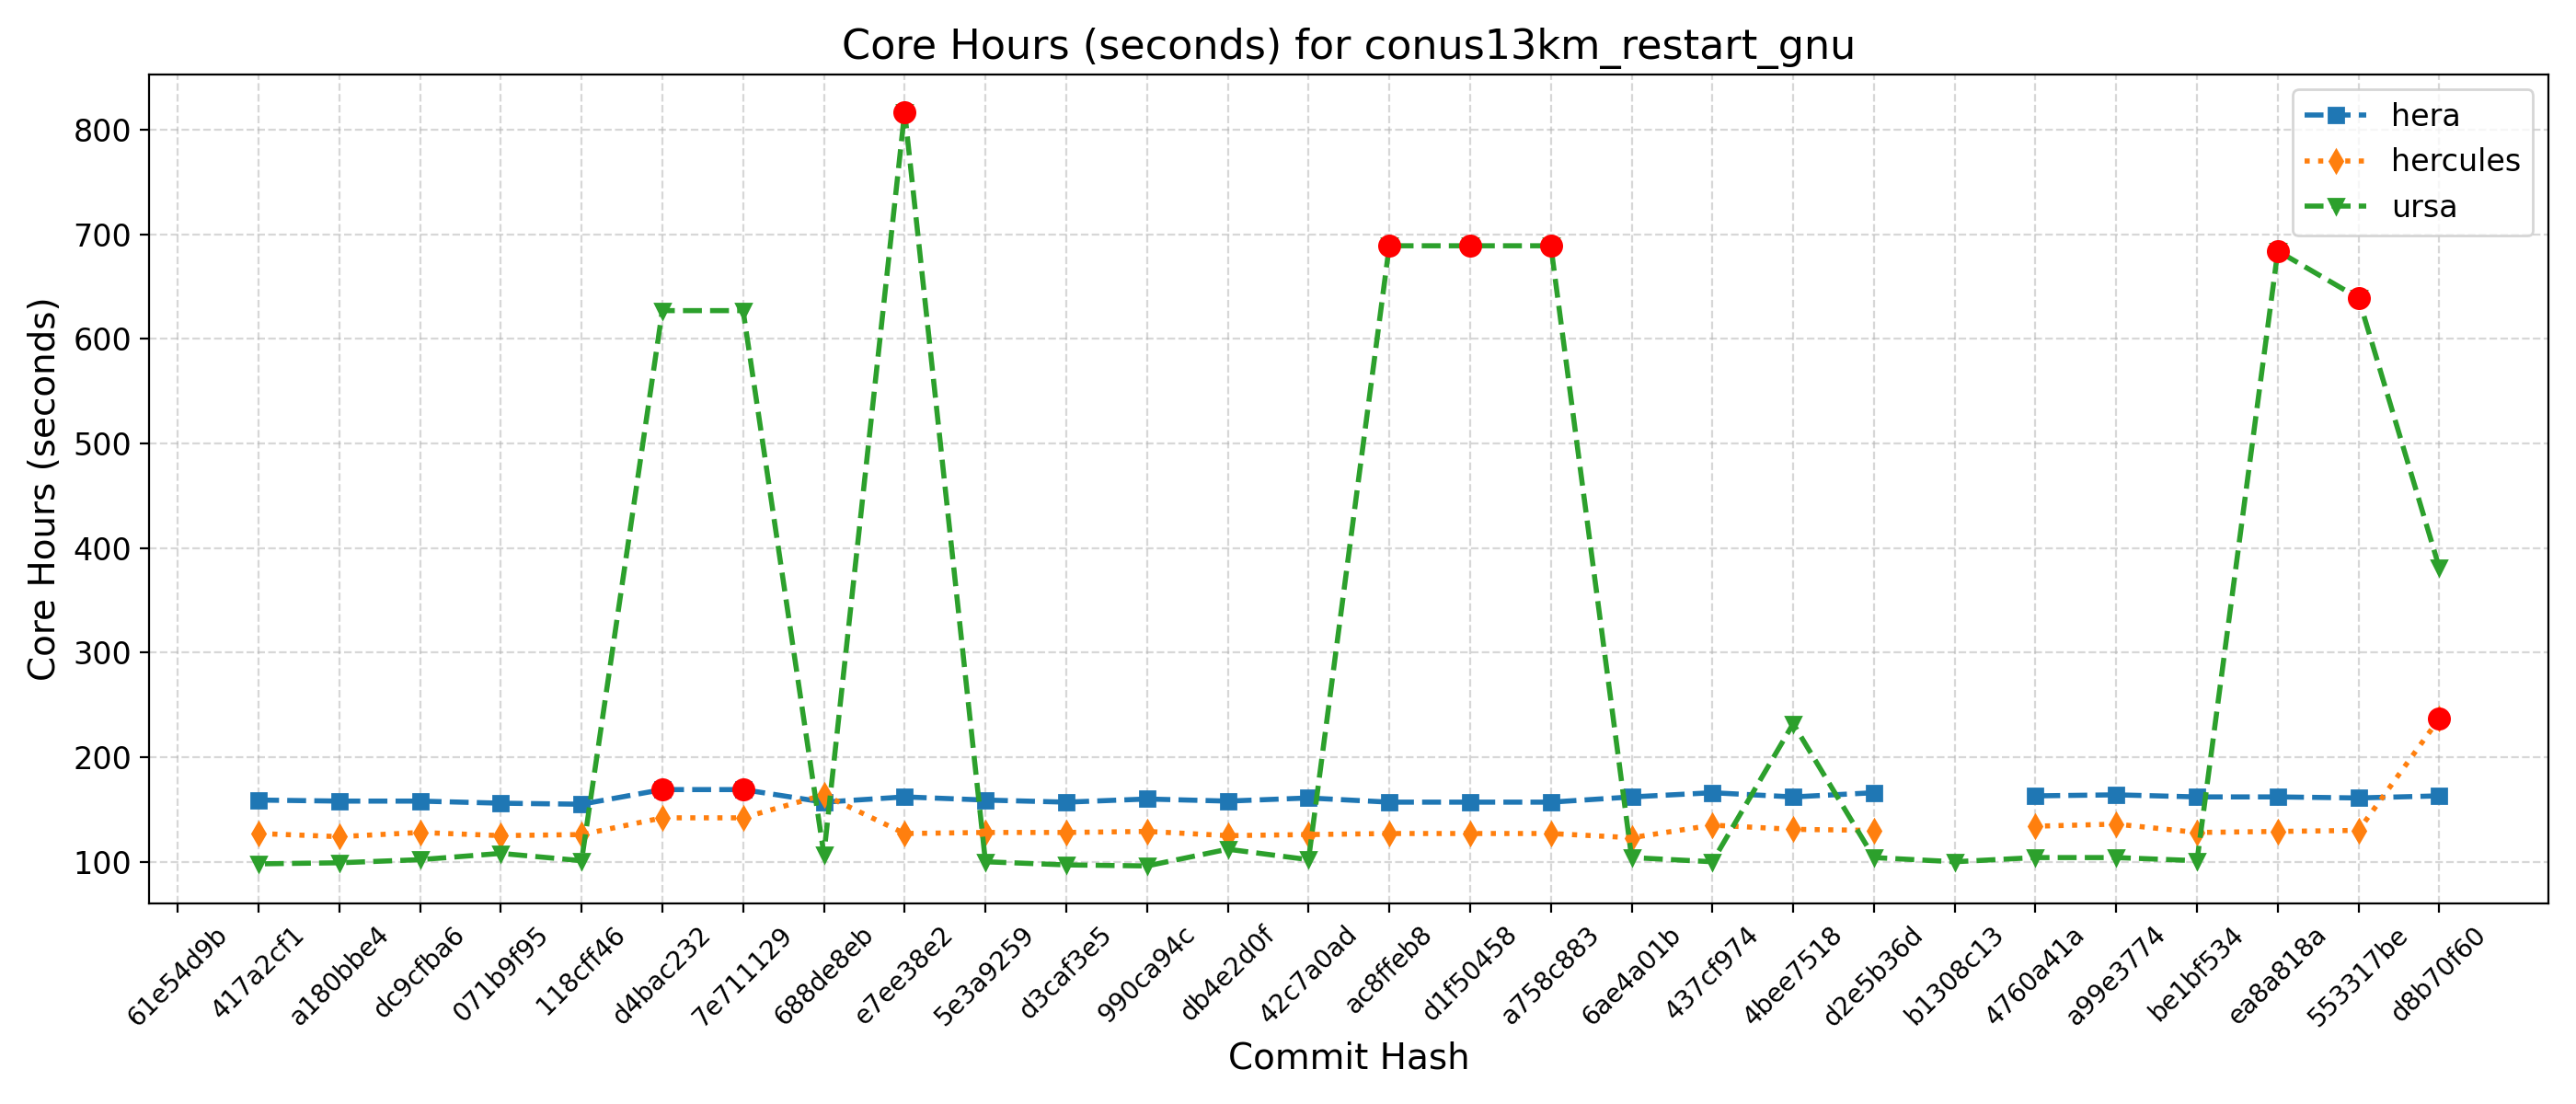 Core Hours (seconds) for conus13km_restart_gnu
hera
hercules
ursa
Core Hours (seconds)
800
700
600
500
400
300
200
100
61e54d9b
417a2cf1
a180bbe4
dc9cfba6
071b9f95
118cff46
d4bac232
7e711129
688de8eb
e7ee38e2
5e3a9259
d3caf3e5
990ca94c
db4e2d0f
42c7a0ad
ac8ffeb8
d1f50458
a758c883
6ae4a01b
437cf974
4bee7518
d2e5b36d
b1308c13
4760a41a
a99e3774
be1bf534
ea8a818a
553317be
d8b70f60
Commit Hash